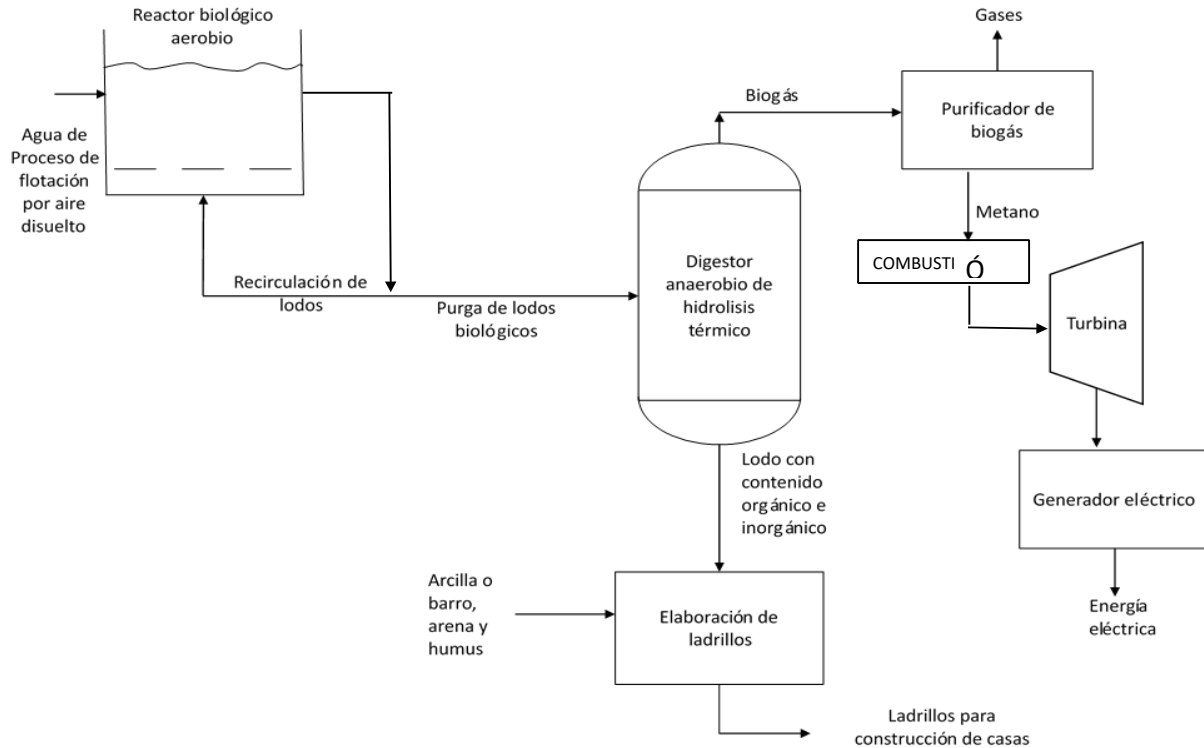 Reactor biológico
aerobio
Agua de
Proceso de
flotación
por aire
disuelto
Recirculación de
lodos
Purga de lodos
biológicos
Biogás
Gases
Purificador de
biogás
Metano
COMBUSTI Ó
Turbina
Generador eléctrico
Energía
eléctrica
Digestor
anaerobio de
hidrolisis
térmico
Lodo con
contenido
orgánico e
inorgánico
Arcilla o
barro,
arena y
humus
Elaboración de
ladrillos
Ladrillos para
construcción de casas